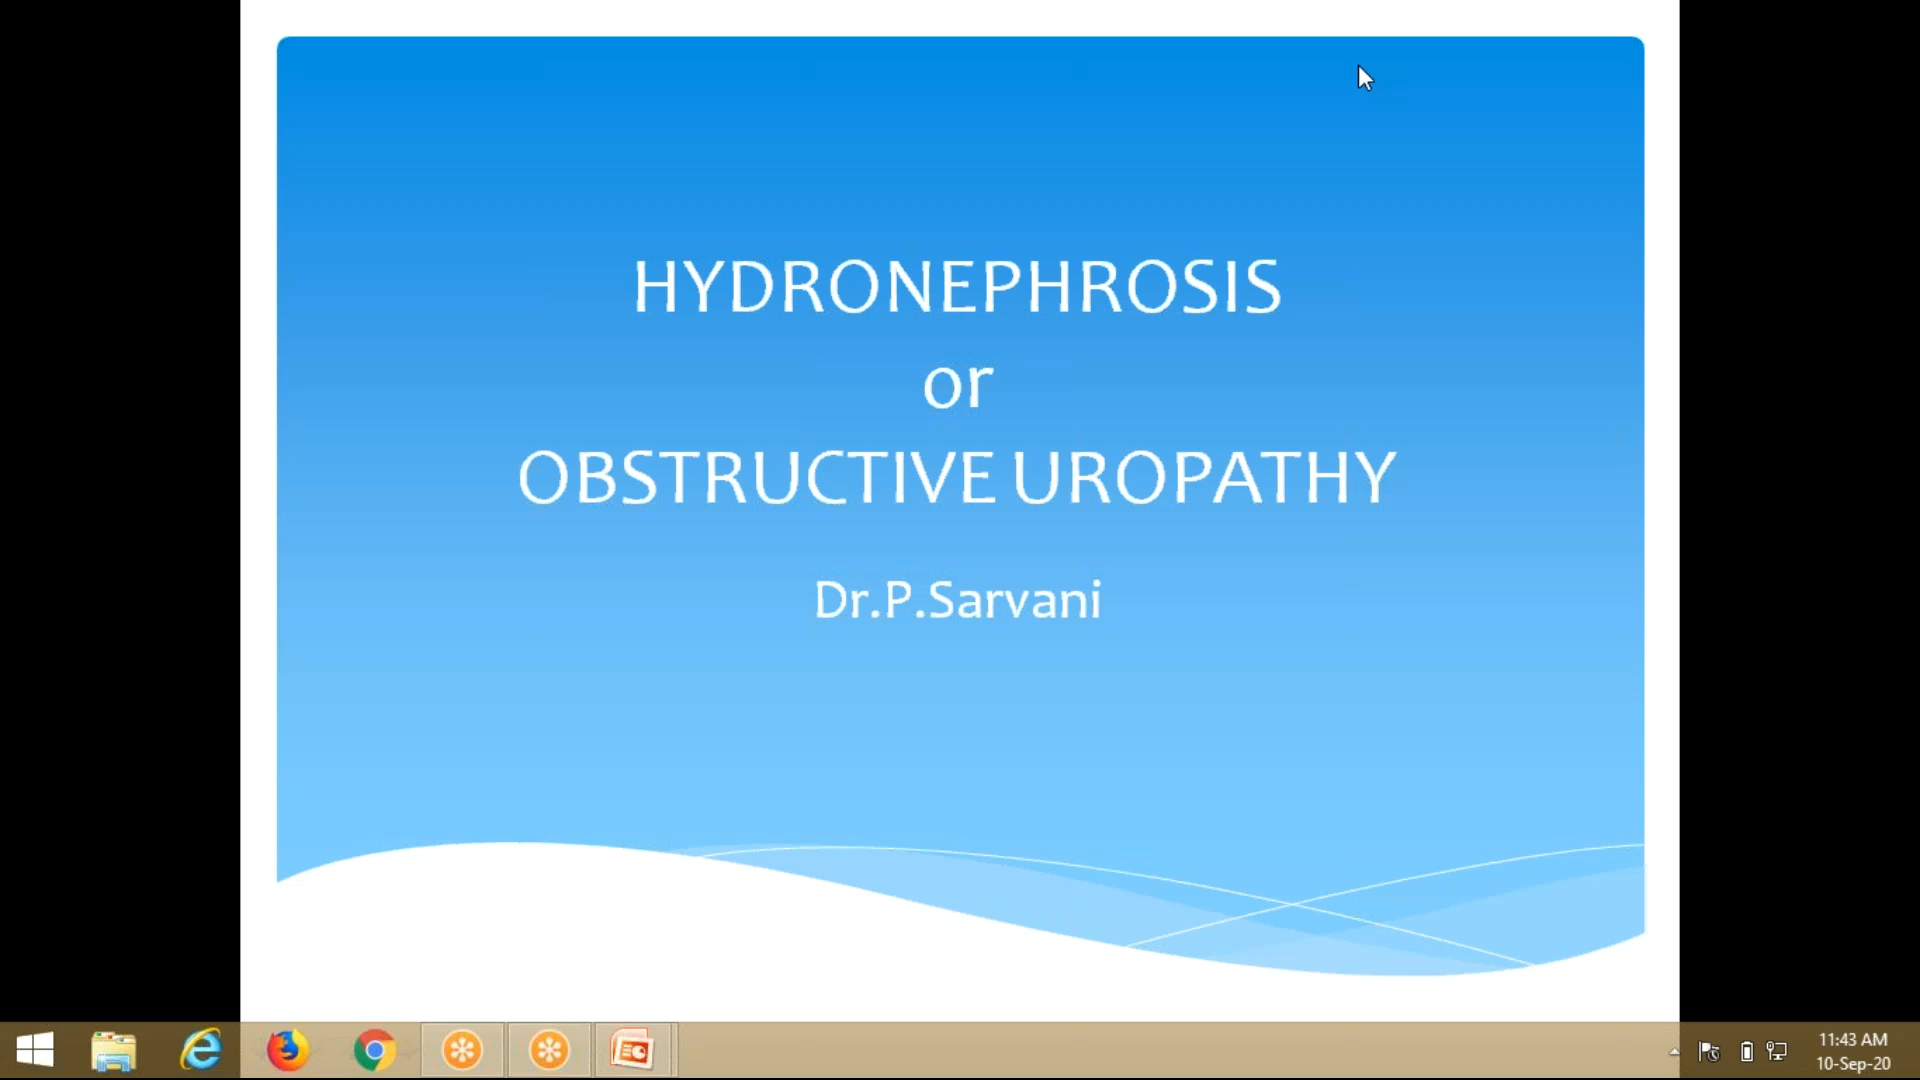 HYDRONEPHROSIS
or
OBSTRUCTIVE UROPATHY
Dr.P.Sarvani
11:43 AM
10-Sep-20